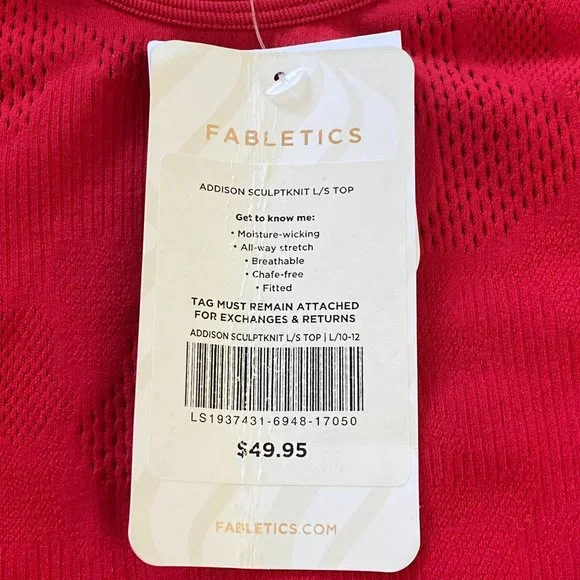 FABLETICS
ADDISON SCULPTKNIT L/S TOP
Get to know me:
• Moisture-wicking
• All-way stretch
• Breathable
• Chafe-free
• Fitted
TAG MUST REMAIN ATTACHED
FOR EXCHANGES & RETURNS
ADDISON SCULPTKNIT L/S TOP | L/10-12
LS1937431-6948-17050
$49.95
FABLETICS.COM